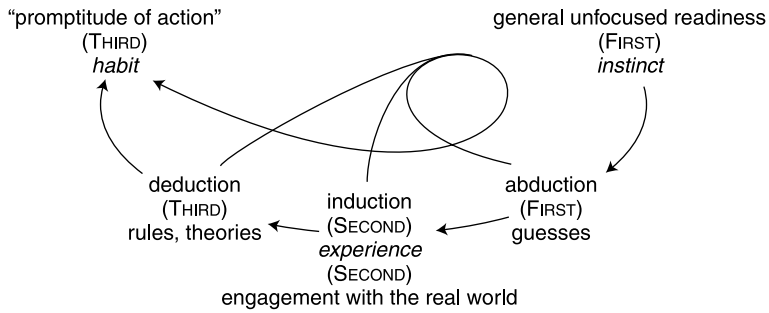 “promptitude of action”
(THIRD)
habit
general unfocused readiness
(FIRST)
instinct
deduction
(THIRD)
rules, theories
induction
(SECOND)
experience
(SECOND)
engagement with the real world
abduction
(FIRST)
guesses